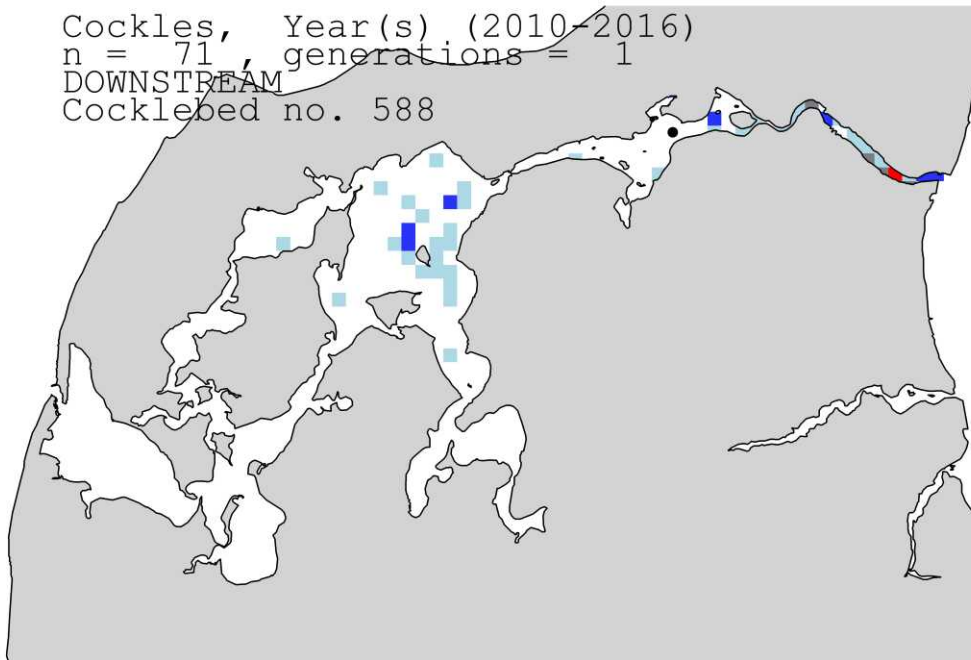 Cockles, Year(s) (2010-2016)
n = 71, generations = 1
DOWNSTREAM
Cocklebed no. 588